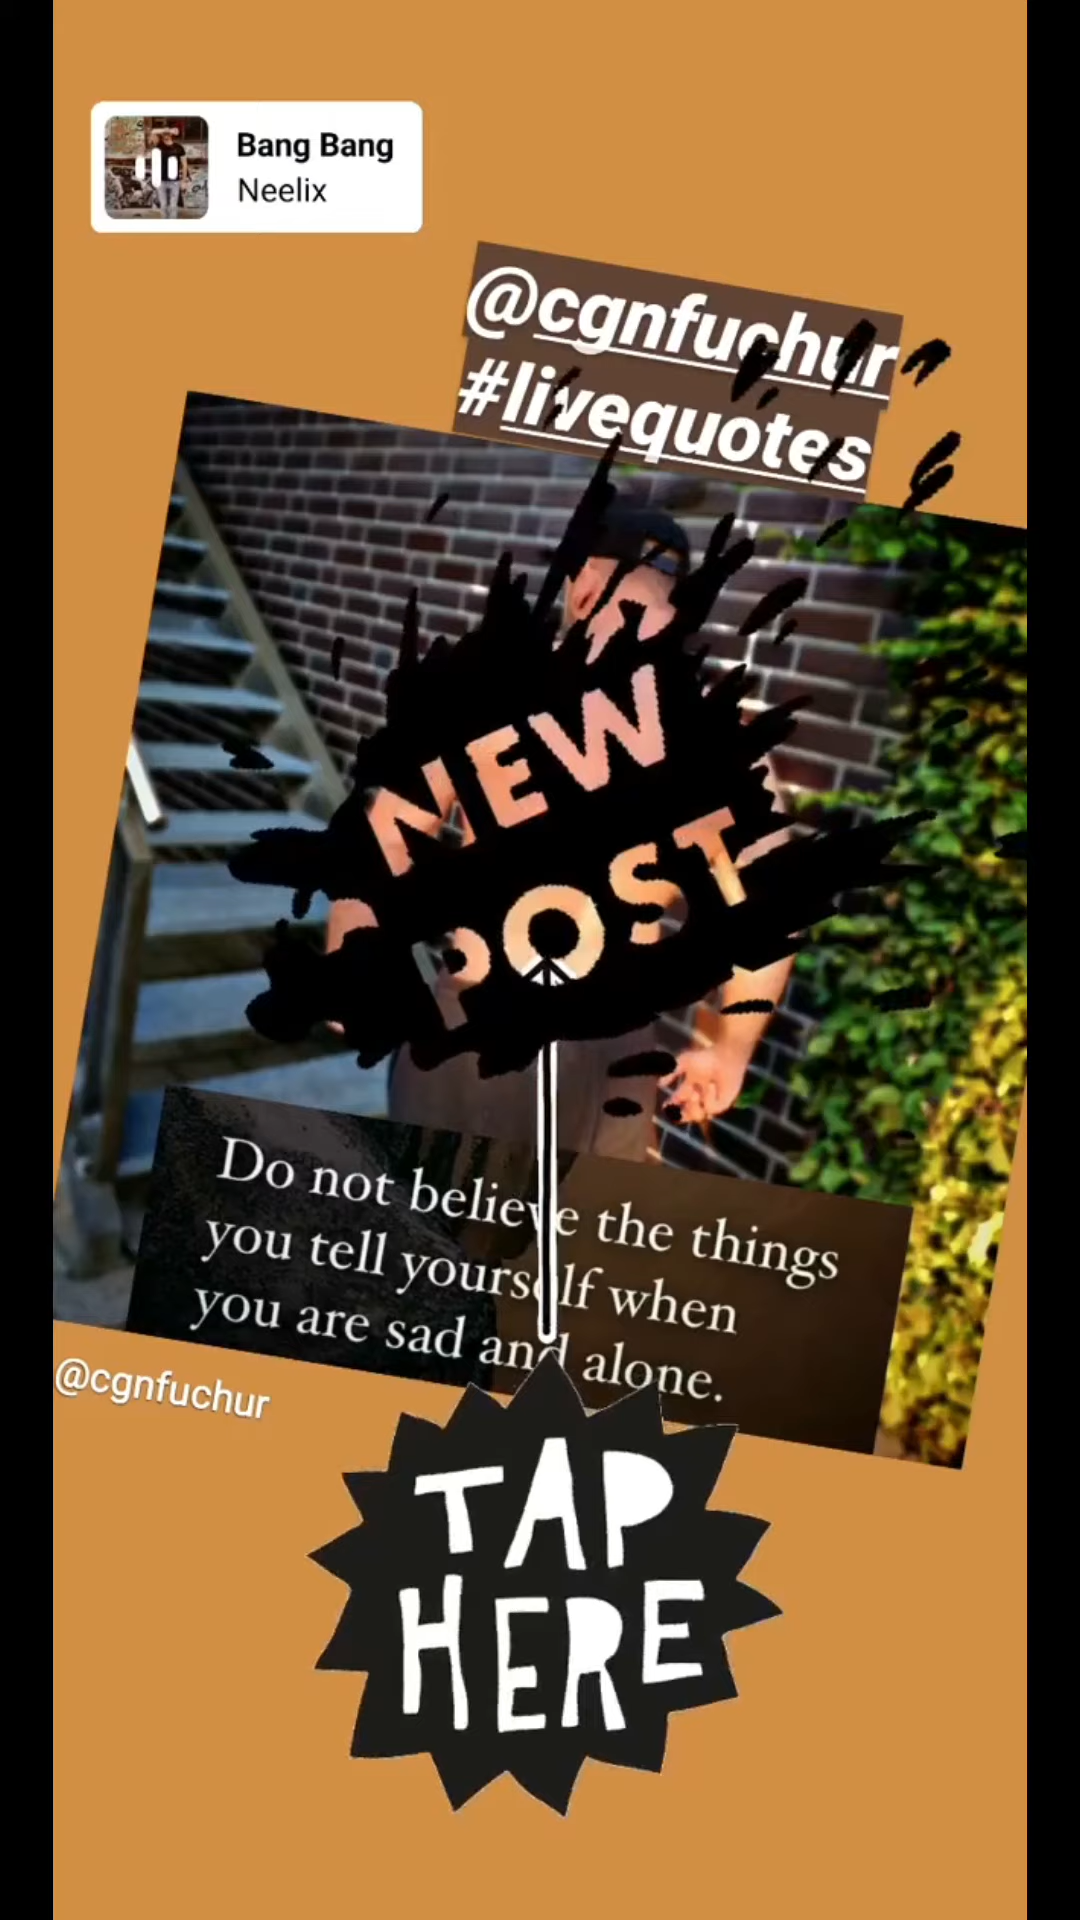 Bang Bang
Neelix
@cgnfuchur
#livequotes
NEW
POST
Do not believe the things
you tell yourself when
you are sad and alone.
@cgnfuchur
TAP
HERE